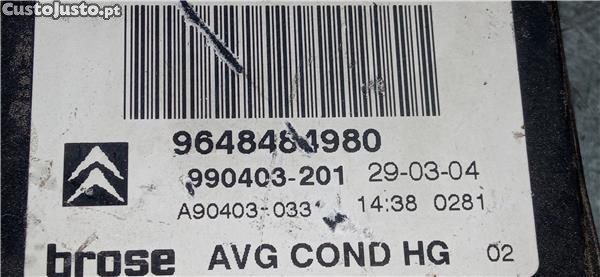 CustoJusto.pt
9648484980
990403-201 29-03-04
A90403-033 14:38 0281
brose AVG COND HG 02